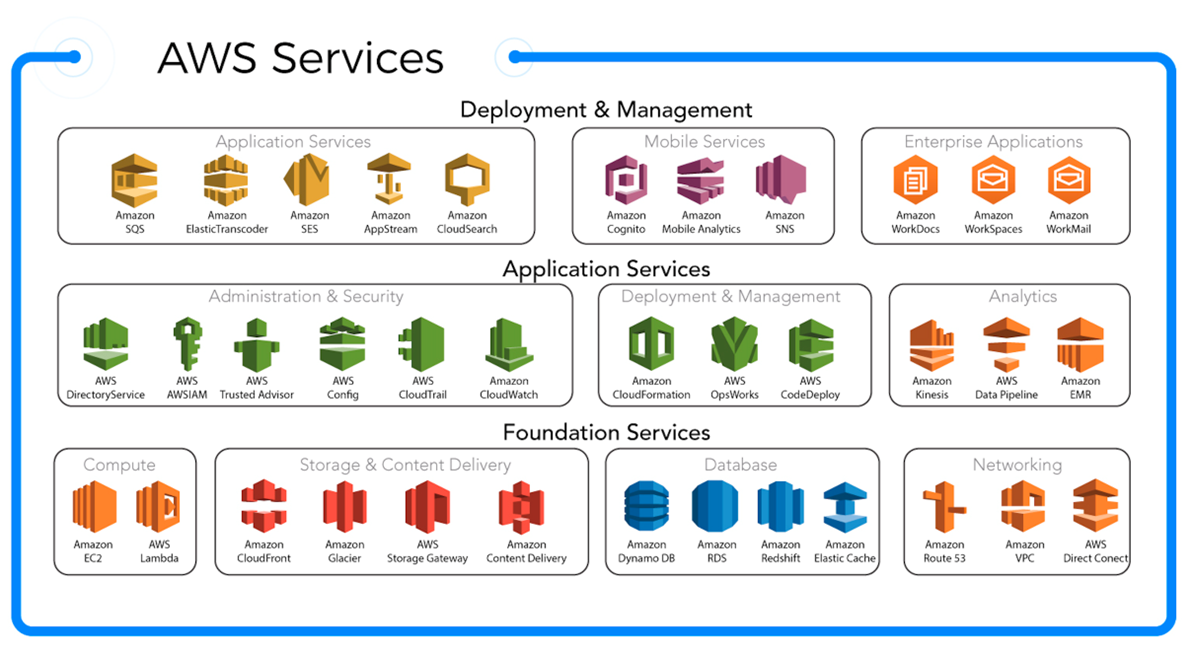 AWS Services
Deployment & Management
Application Services
Amazon
SQS
Amazon
ElasticTranscoder
Amazon
SES
Amazon
AppStream
Amazon
CloudSearch
Mobile Services
Amazon
Cognito
Amazon
Mobile Analytics
Amazon
SNS
Enterprise Applications
Amazon
WorkDocs
Amazon
WorkSpaces
Amazon
WorkMail
Application Services
Administration & Security
AWS
DirectoryService
AWS
AWSIAM
AWS
Trusted Advisor
AWS
Config
AWS
CloudTrail
Amazon
CloudWatch
Deployment & Management
Amazon
CloudFormation
AWS
OpsWorks
AWS
CodeDeploy
Analytics
Amazon
Kinesis
AWS
Data Pipeline
Amazon
EMR
Foundation Services
Compute
Amazon
EC2
AWS
Lambda
Storage & Content Delivery
Amazon
CloudFront
Amazon
Glacier
AWS
Storage Gateway
Amazon
Content Delivery
Database
Amazon
Dynamo DB
Amazon
RDS
Amazon
Redshift
Amazon
Elastic Cache
Networking
Amazon
Route 53
Amazon
VPC
AWS
Direct Conect